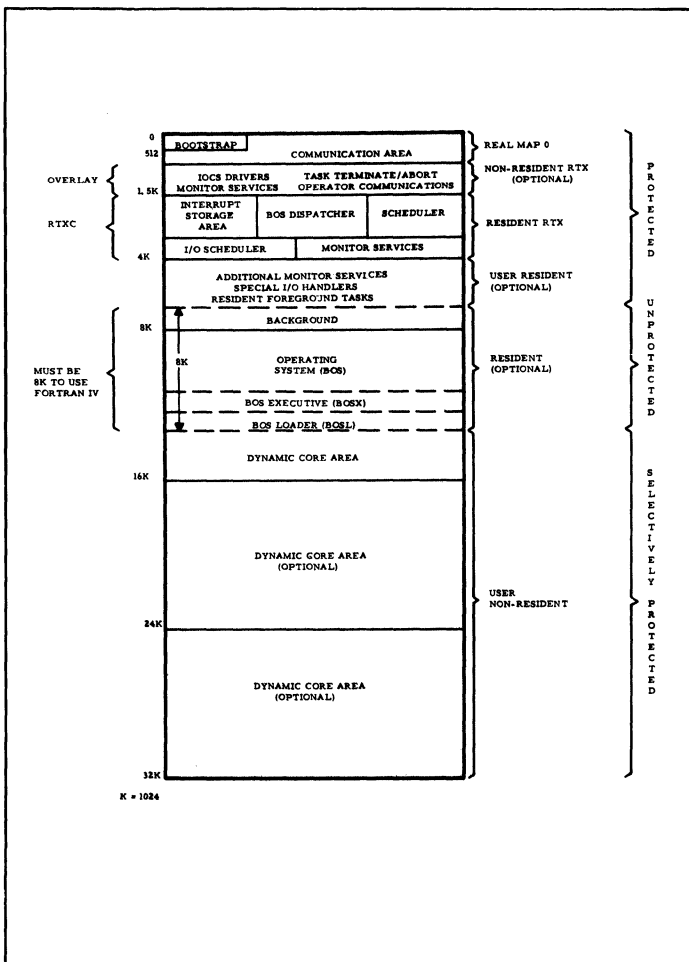 0
BOOTSTRAP
512
COMMUNICATION AREA
REAL MAP 0
OVERLAY
IOCS DRIVERS TASK TERMINATE/ABORT
MONITOR SERVICES OPERATOR COMMUNICATIONS
NON-RESIDENT RTX
(OPTIONAL)
1.5K
RTXC
INTERRUPT
STORAGE
AREA
BOS DISPATCHER
SCHEDULER
RESIDENT RTX
I/O SCHEDULER
MONITOR SERVICES
4K
ADDITIONAL MONITOR SERVICES
SPECIAL I/O HANDLERS
RESIDENT FOREGROUND TASKS
USER RESIDENT
(OPTIONAL)
PROTECTED
BACKGROUND
8K
8K
MUST BE
8K TO USE
FORTRAN IV
OPERATING
SYSTEM (BOS)
RESIDENT
(OPTIONAL)
BOS EXECUTIVE (BOSX)
BOS LOADER (BOSL)
UNPROTECTED
DYNAMIC CORE AREA
16K
DYNAMIC CORE AREA
(OPTIONAL)
USER
NON-RESIDENT
24K
DYNAMIC CORE AREA
(OPTIONAL)
SELECTIVELY PROTECTED
32K
K = 1024